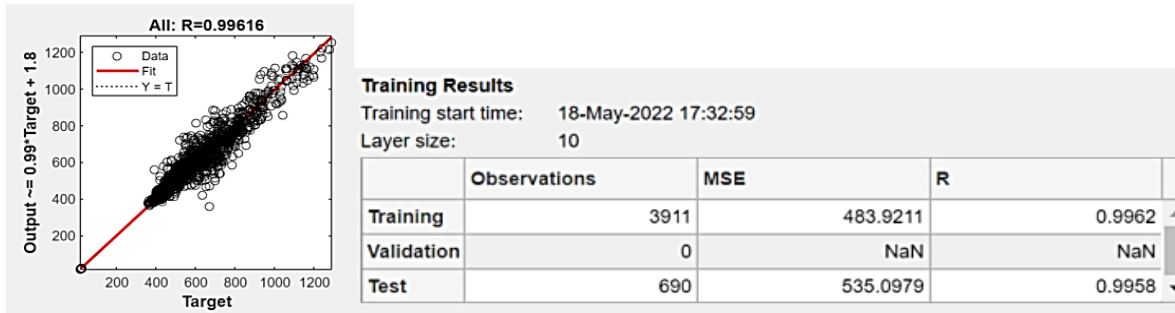 All: R=0.99616
Output ~= 0.99*Target + 1.8
Data
Fit
Y = T
1200
1000
800
600
400
200
200 400 600 800 1000 1200
Target
Training Results
Training start time: 18-May-2022 17:32:59
Layer size: 10
Observations MSE R
Training 3911 483.9211 0.9962
Validation 0 NaN NaN
Test 690 535.0979 0.9958